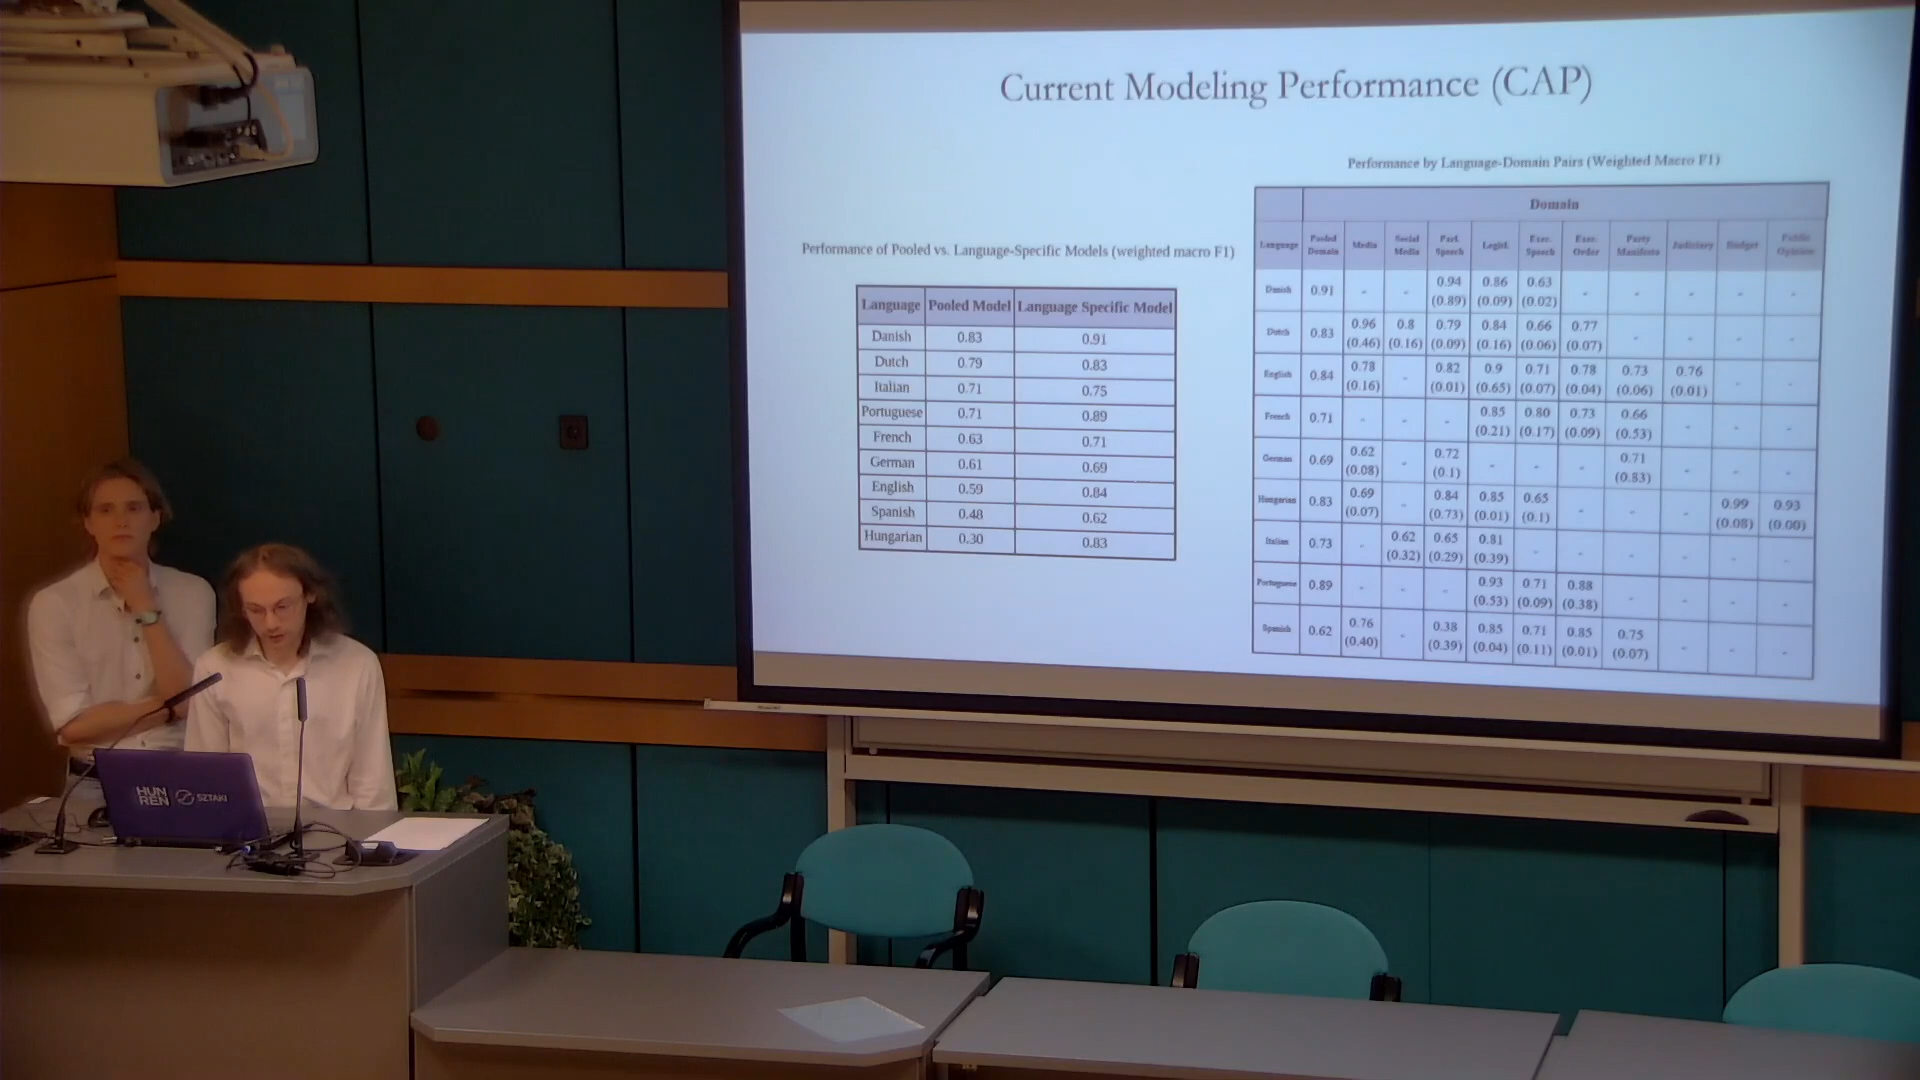 Current Modeling Performance (CAP)
Performance of Pooled vs. Language-Specific Models (weighted macro F1)
Language Pooled Model Language Specific Model
Danish 0.83 0.91
Dutch 0.79 0.83
Italian 0.71 0.75
Portuguese 0.71 0.89
French 0.63 0.71
German 0.61 0.69
English 0.59 0.84
Spanish 0.48 0.62
Hungarian 0.30 0.83
Performance by Language-Domain Pairs (Weighted Macro F1)
Domain
Language Pooled Domain Media Social Media Parl. Speech Legisl. Exec. Speech Exec. Order Party Manifesto Judiciary Budget Public Opinion
Danish 0.91 - - 0.94 0.86 0.63 - - - - -
(0.89) (0.09) (0.02)
Dutch 0.83 0.96 0.8 0.79 0.84 0.66 0.77 - - - -
(0.46) (0.16) (0.09) (0.16) (0.06) (0.07)
English 0.84 0.78 - 0.82 0.9 0.71 0.78 0.73 0.76 - -
(0.16) (0.01) (0.65) (0.07) (0.04) (0.06) (0.01)
French 0.71 - - - 0.85 0.80 0.73 0.66 - - -
(0.21) (0.17) (0.09) (0.53)
German 0.69 0.62 - 0.72 - - - 0.71 - - -
(0.08) (0.1) (0.83)
Hungarian 0.83 0.69 - 0.84 0.85 0.65 - - - 0.99 0.93
(0.07) (0.73) (0.01) (0.1) (0.08) (0.00)
Italian 0.73 - 0.62 0.65 0.81 - - - - - -
(0.32) (0.29) (0.39)
Portuguese 0.89 - - - 0.93 0.71 0.88 - - - -
(0.53) (0.09) (0.38)
Spanish 0.62 0.76 - 0.38 0.85 0.71 0.85 0.75 - - -
(0.40) (0.39) (0.04) (0.11) (0.01) (0.07)
HUN
REN SZTAKI